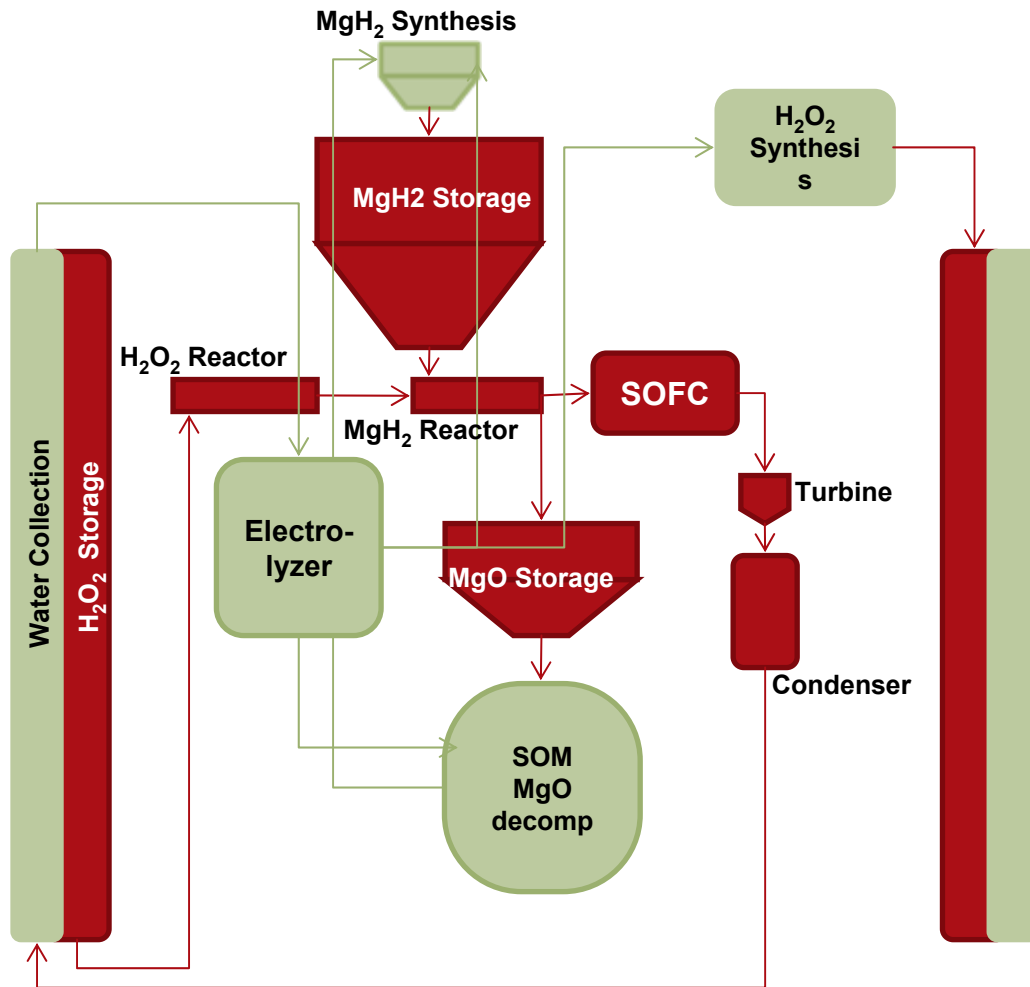 MgH₂ Synthesis
H₂O₂
Synthesi
s
MgH2 Storage
H₂O₂ Reactor
SOFC
MgH₂ Reactor
Turbine
Water Collection
H₂O₂ Storage
Electro-
lyzer
MgO Storage
Condenser
SOM
MgO
decomp